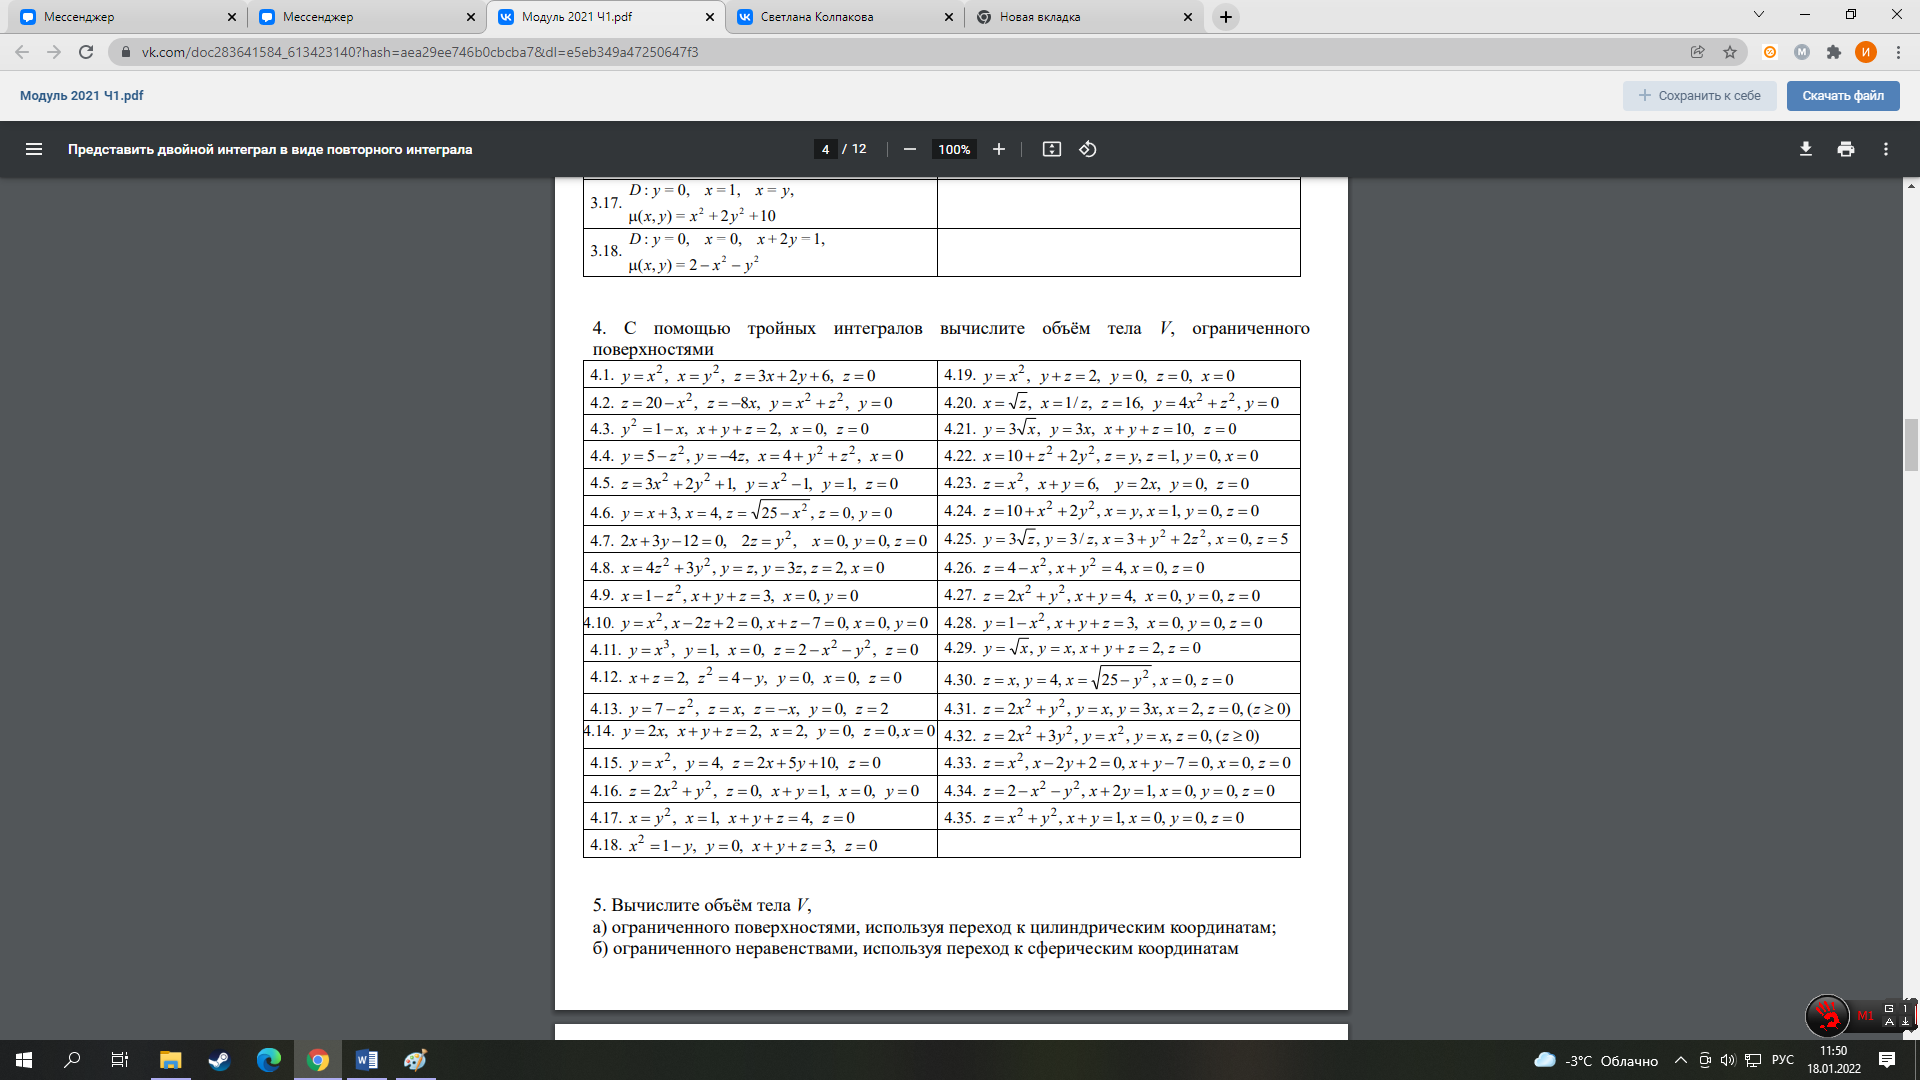 Мессенджер
Мессенджер
Модуль 2021 Ч1.pdf
Светлана Колпакова
Новая вкладка
vk.com/doc283641584_613423140?hash=aea29ee746b0cbcba7&dl=e5eb349a47250647f3
И
Модуль 2021 Ч1.pdf
+ Сохранить к себе
Скачать файл
Представить двойной интеграл в виде повторного интеграла
4 / 12
100%
3.17. D: y = 0, x = 1, x = y,
μ(x, y) = x² + 2y² + 10
3.18. D: y = 0, x = 0, x + 2y = 1,
μ(x, y) = 2 − x² − y²
4. С помощью тройных интегралов вычислите объём тела V, ограниченного
поверхностями
4.1. y = x², x = y², z = 3x + 2y + 6, z = 0
4.19. y = x², y + z = 2, y = 0, z = 0, x = 0
4.2. z = 20 − x², z = −8x, y = x² + z², y = 0
4.20. x = √z, x = 1/z, z = 16, y = 4x² + z², y = 0
4.3. y² = 1 − x, x + y + z = 2, x = 0, z = 0
4.21. y = 3√x, y = 3x, x + y + z = 10, z = 0
4.4. y = 5 − z², y = −4z, x = 4 + y² + z², x = 0
4.22. x = 10 + z² + 2y², z = y, z = 1, y = 0, x = 0
4.5. z = 3x² + 2y² + 1, y = x² − 1, y = 1, z = 0
4.23. z = x², x + y = 6, y = 2x, y = 0, z = 0
4.6. y = x + 3, x = 4, z = √(25 − x²), z = 0, y = 0
4.24. z = 10 + x² + 2y², x = y, x = 1, y = 0, z = 0
4.7. 2x + 3y − 12 = 0, 2z = y², x = 0, y = 0, z = 0
4.25. y = 3√z, y = 3/z, x = 3 + y² + 2z², x = 0, z = 5
4.8. x = 4z² + 3y², y = z, y = 3z, z = 2, x = 0
4.26. z = 4 − x², x + y² = 4, x = 0, z = 0
4.9. x = 1 − z², x + y + z = 3, x = 0, y = 0
4.27. z = 2x² + y², x + y = 4, x = 0, y = 0, z = 0
4.10. y = x², x − 2z + 2 = 0, x + z − 7 = 0, x = 0, y = 0
4.28. y = 1 − x², x + y + z = 3, x = 0, y = 0, z = 0
4.11. y = x³, y = 1, x = 0, z = 2 − x² − y², z = 0
4.29. y = √x, y = x, x + y + z = 2, z = 0
4.12. x + z = 2, z² = 4 − y, y = 0, x = 0, z = 0
4.30. z = x, y = 4, x = √(25 − y²), x = 0, z = 0
4.13. y = 7 − z², z = x, z = −x, y = 0, z = 2
4.31. z = 2x² + y², y = x, y = 3x, x = 2, z = 0, (z ≥ 0)
4.14. y = 2x, x + y + z = 2, x = 2, y = 0, z = 0, x = 0
4.32. z = 2x² + 3y², y = x², y = x, z = 0, (z ≥ 0)
4.15. y = x², y = 4, z = 2x + 5y + 10, z = 0
4.33. z = x², x − 2y + 2 = 0, x + y − 7 = 0, x = 0, z = 0
4.16. z = 2x² + y², z = 0, x + y = 1, x = 0, y = 0
4.34. z = 2 − x² − y², x + 2y = 1, x = 0, y = 0, z = 0
4.17. x = y², x = 1, x + y + z = 4, z = 0
4.35. z = x² + y², x + y = 1, x = 0, y = 0, z = 0
4.18. x² = 1 − y, y = 0, x + y + z = 3, z = 0
5. Вычислите объём тела V,
а) ограниченного поверхностями, используя переход к цилиндрическим координатам;
б) ограниченного неравенствами, используя переход к сферическим координатам
M1
-3°C Облачно
РУС
11:50
18.01.2022